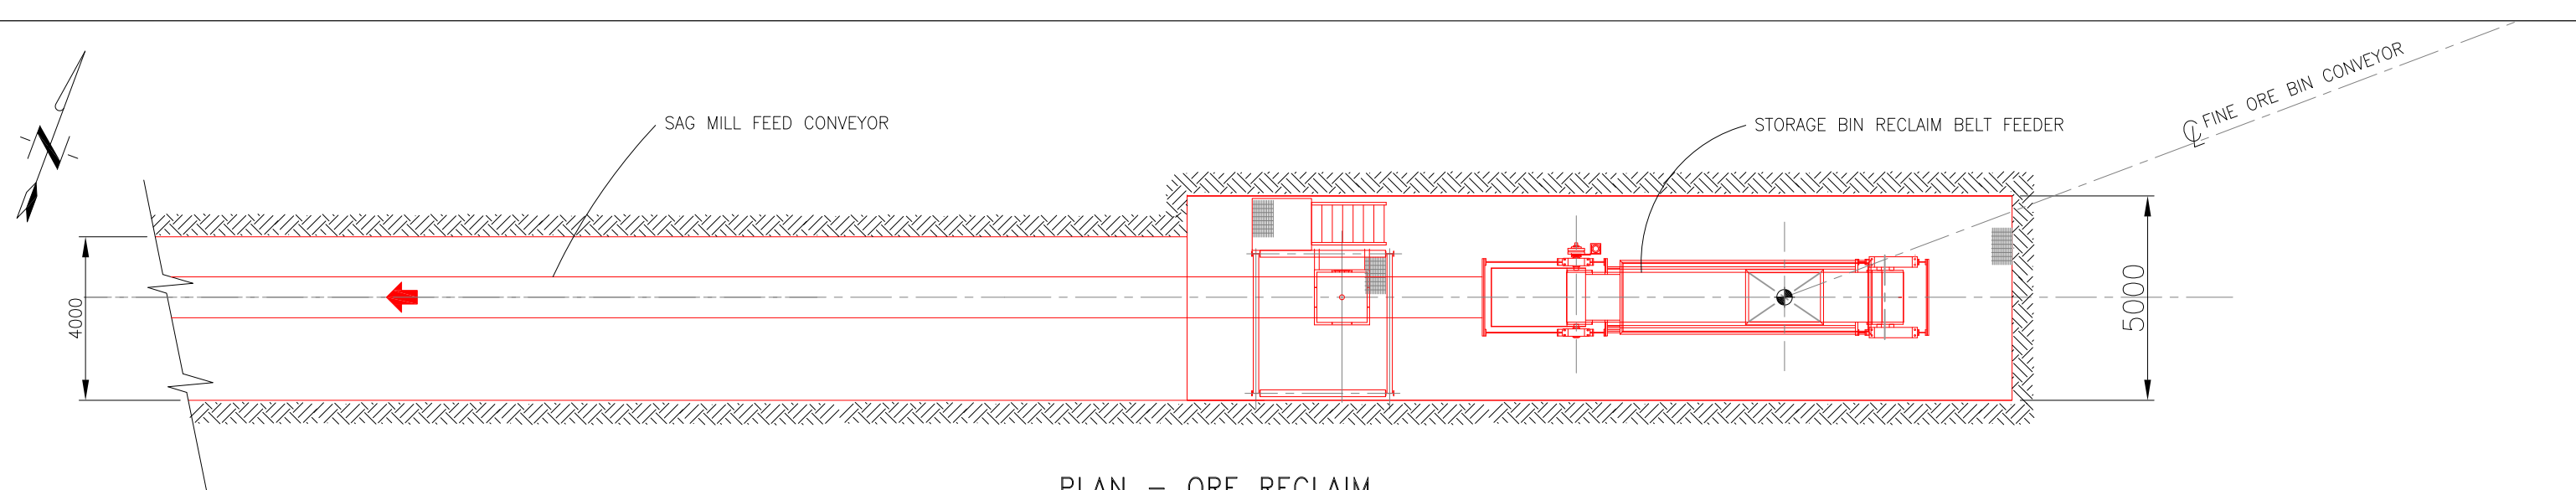 FINE ORE BIN CONVEYOR
SAG MILL FEED CONVEYOR
STORAGE BIN RECLAIM BELT FEEDER
N
4000
5000
PLAN - ORE RECLAIM